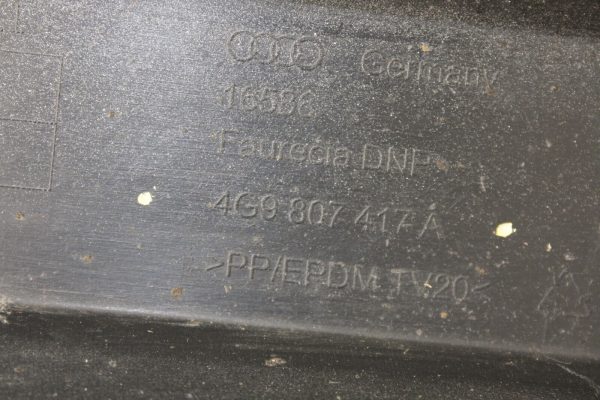 Germany
16586
Faurecia DNP
4G9 807 417 A
>PP/EPDM TV20<